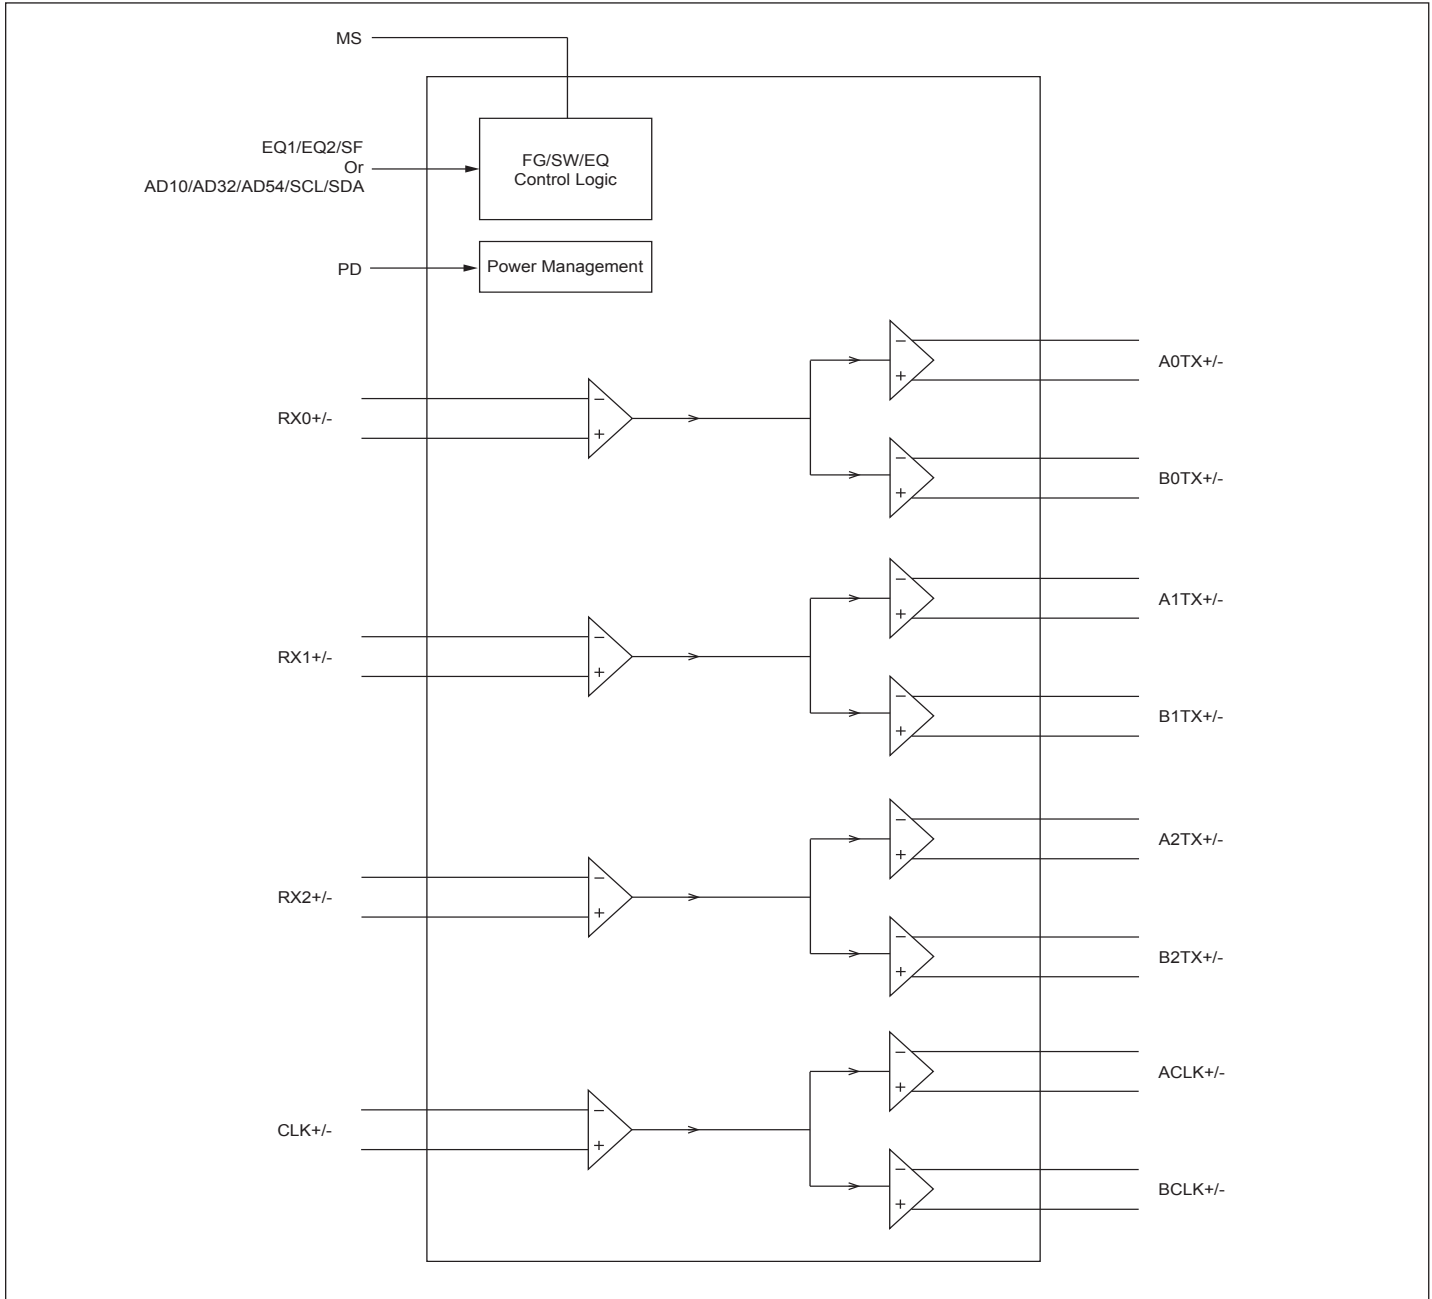 MS
EQ1/EQ2/SF
Or
AD10/AD32/AD54/SCL/SDA
FG/SW/EQ
Control Logic
PD
Power Management
RX0+/-
−
+
−
+
A0TX+/-
−
+
B0TX+/-
RX1+/-
−
+
−
+
A1TX+/-
−
+
B1TX+/-
RX2+/-
−
+
−
+
A2TX+/-
−
+
B2TX+/-
CLK+/-
−
+
−
+
ACLK+/-
−
+
BCLK+/-